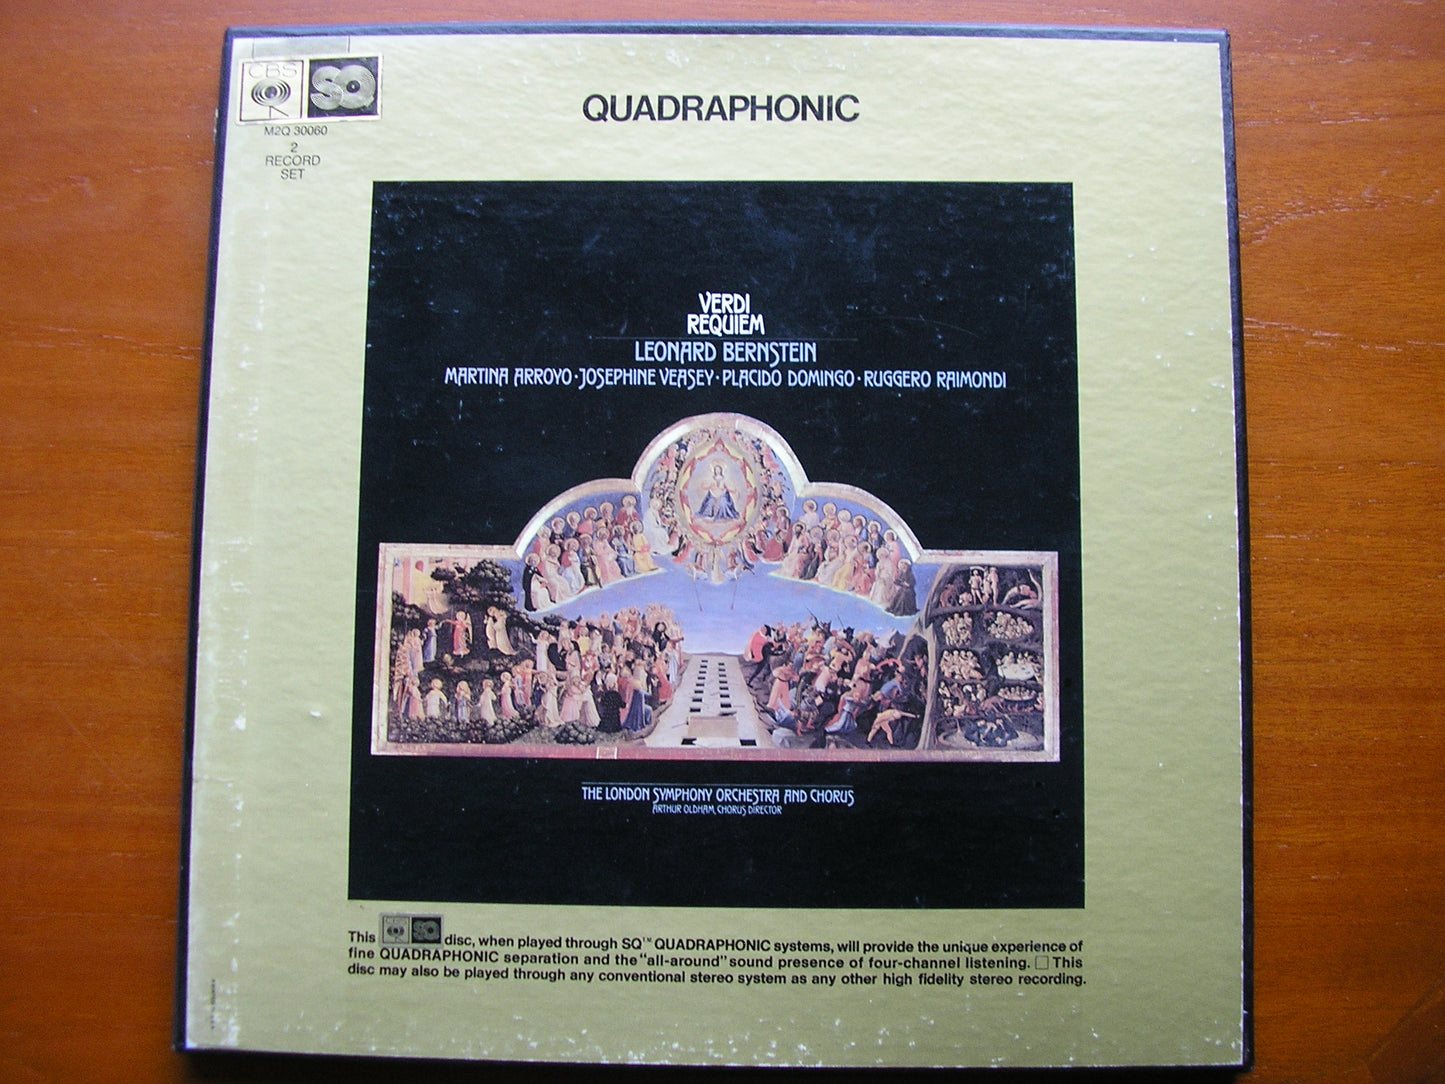 CBS
SQ
M2Q 30060
2
RECORD
SET
QUADRAPHONIC
VERDI
REQUIEM
LEONARD BERNSTEIN
MARTINA ARROYO · JOSEPHINE VEASEY · PLACIDO DOMINGO · RUGGERO RAIMONDI
THE LONDON SYMPHONY ORCHESTRA AND CHORUS
ARTHUR OLDHAM, CHORUS DIRECTOR
This SQ disc, when played through SQ™ QUADRAPHONIC systems, will provide the unique experience of
fine QUADRAPHONIC separation and the "all-around" sound presence of four-channel listening. □ This
disc may also be played through any conventional stereo system as any other high fidelity stereo recording.